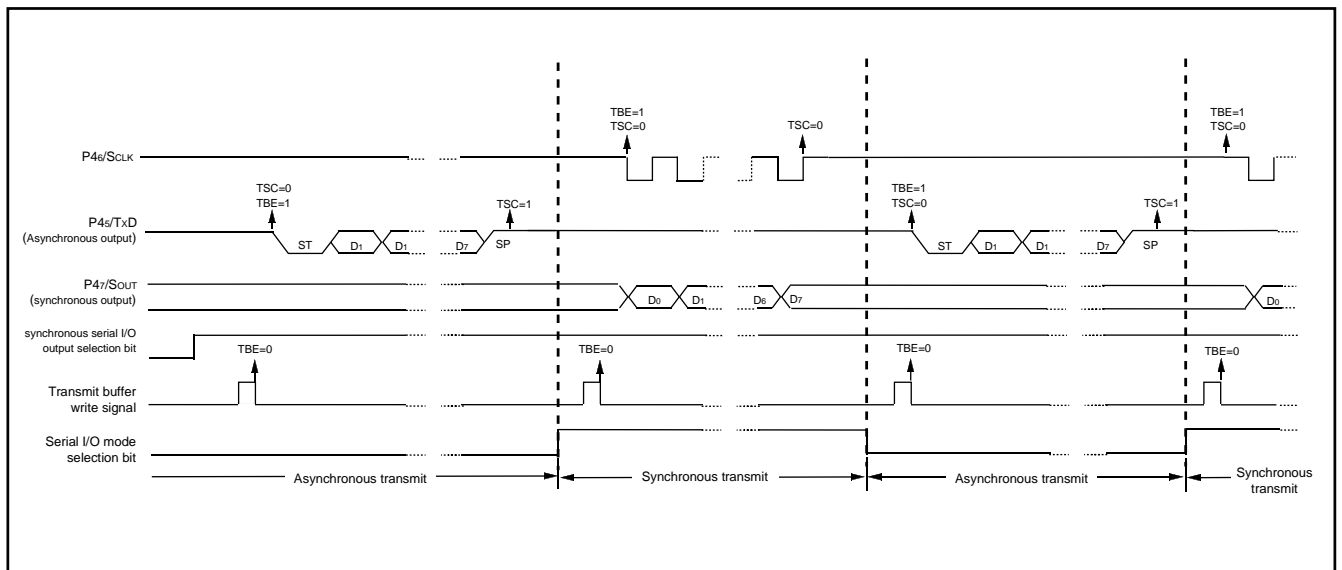 TBE=1
TSC=0
TSC=0
TBE=1
TSC=0
P46/SCLK
TSC=0
TBE=1
TSC=1
TBE=1
TSC=0
TSC=1
P45/TXD
(Asynchronous output)
ST
D1
D1
D7
SP
ST
D1
D1
D7
SP
P47/SOUT
(synchronous output)
D0
D1
D6
D7
D0
synchronous serial I/O
output selection bit
TBE=0
TBE=0
TBE=0
TBE=0
Transmit buffer
write signal
Serial I/O mode
selection bit
Asynchronous transmit
Synchronous transmit
Asynchronous transmit
Synchronous
transmit